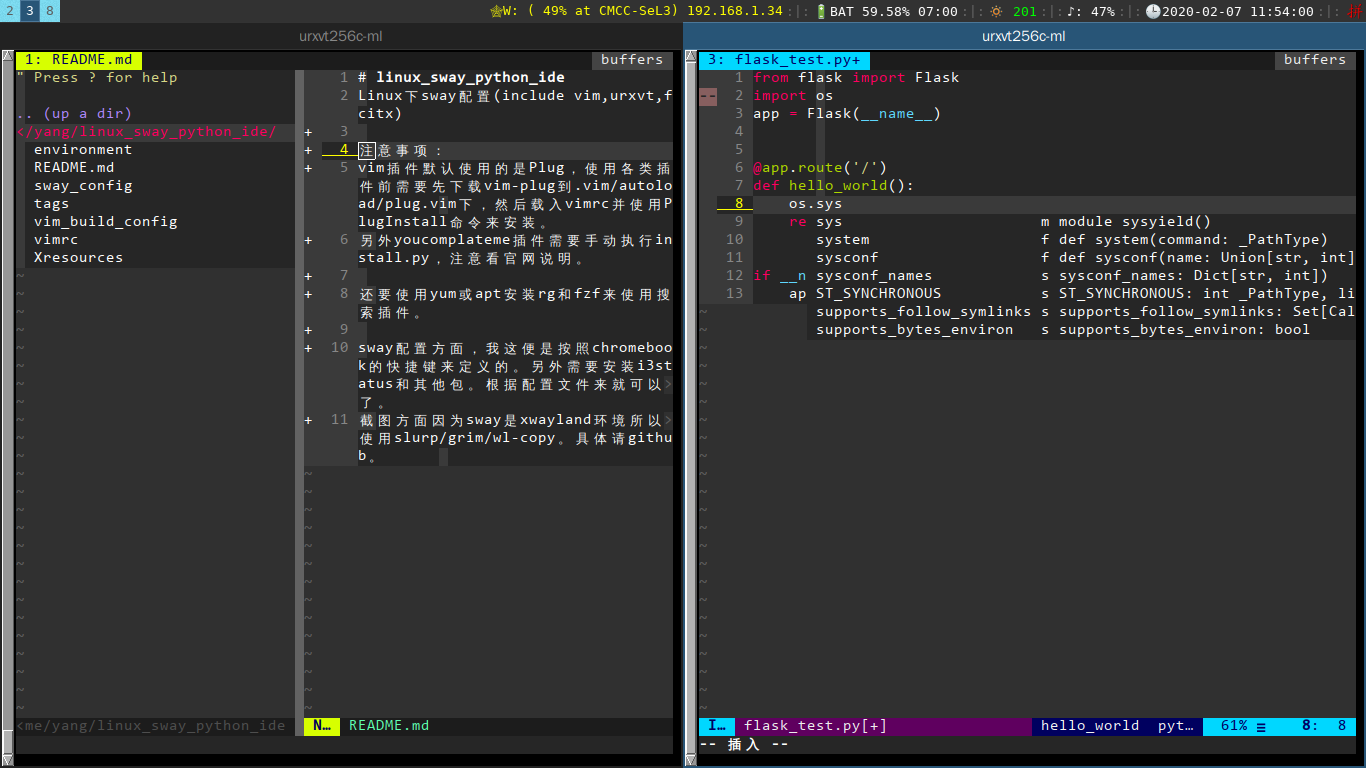 2 3 8 W: ( 49% at CMCC-SeL3) 192.168.1.34 BAT 59.58% 07:00 201 ♪: 47% 2020-02-07 11:54:00 拼
urxvt256c-ml
1: README.md buffers
" Press ? for help
.. (up a dir)
</yang/linux_sway_python_ide/
environment
README.md
sway_config
tags
vim_build_config
vimrc
Xresources
<me/yang/linux_sway_python_ide
1 # linux_sway_python_ide
2 Linux下sway配置(include vim,urxvt,f
citx)
+ 3
+ 4 注意事项：
+ 5 vim插件默认使用的是Plug，使用各类插
件前需要先下载vim-plug到.vim/autolo
ad/plug.vim下，然后载入vimrc并使用P
lugInstall命令来安装。
+ 6 另外youcomplateme插件需要手动执行in
stall.py，注意看官网说明。
+ 7
+ 8 还要使用yum或apt安装rg和fzf来使用搜
索插件。
+ 9
+ 10 sway配置方面，我这便是按照chromeboo
k的快捷键来定义的。另外需要安装i3st
atus和其他包。根据配置文件来就可以>
了。
+ 11 截图方面因为sway是xwayland环境所以>
使用slurp/grim/wl-copy。具体请githu
b。
N… README.md
urxvt256c-ml
3: flask_test.py+ buffers
1 from flask import Flask
-- 2 import os
3 app = Flask(__name__)
4
5
6 @app.route('/')
7 def hello_world():
8 os.sys
9 re sys m module sysyield()
10 system f def system(command: _PathType)
11 sysconf f def sysconf(name: Union[str, int]
12 if __n sysconf_names s sysconf_names: Dict[str, int])
13 ap ST_SYNCHRONOUS s ST_SYNCHRONOUS: int _PathType, li
supports_follow_symlinks s supports_follow_symlinks: Set[Cal
supports_bytes_environ s supports_bytes_environ: bool
I… flask_test.py[+] hello_world pyt… 61% ≡ 8: 8
-- 插入 --